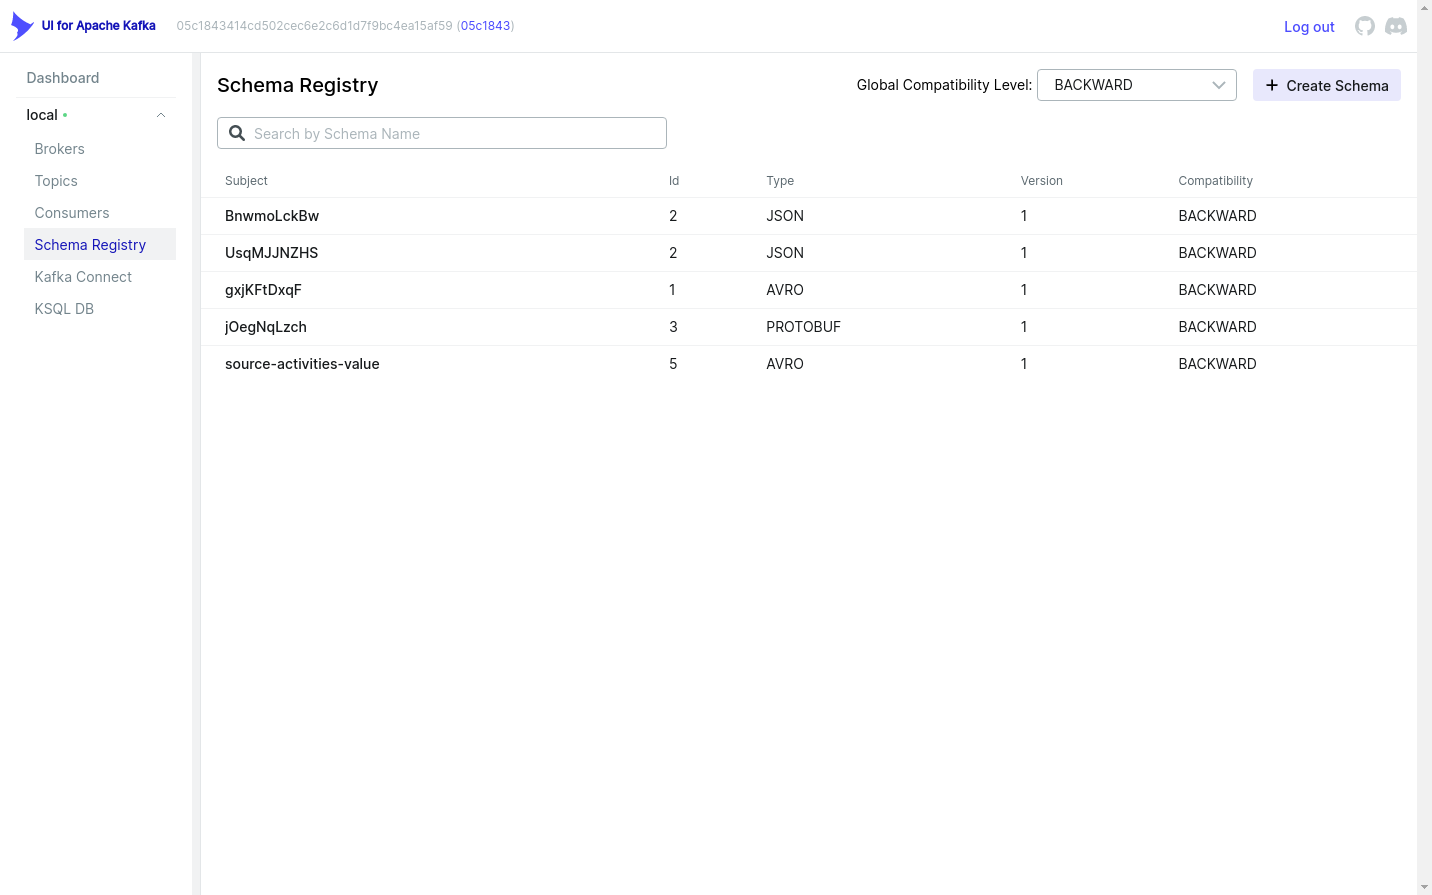 UI for Apache Kafka 05c1843414cd502cec6e2c6d1d7f9bc4ea15af59 (05c1843) Log out
Dashboard
local
Brokers
Topics
Consumers
Schema Registry
Kafka Connect
KSQL DB
Schema Registry Global Compatibility Level: BACKWARD Create Schema
Search by Schema Name
Subject Id Type Version Compatibility
BnwmoLckBw 2 JSON 1 BACKWARD
UsqMJJNZHS 2 JSON 1 BACKWARD
gxjKFtDxqF 1 AVRO 1 BACKWARD
jOegNqLzch 3 PROTOBUF 1 BACKWARD
source-activities-value 5 AVRO 1 BACKWARD